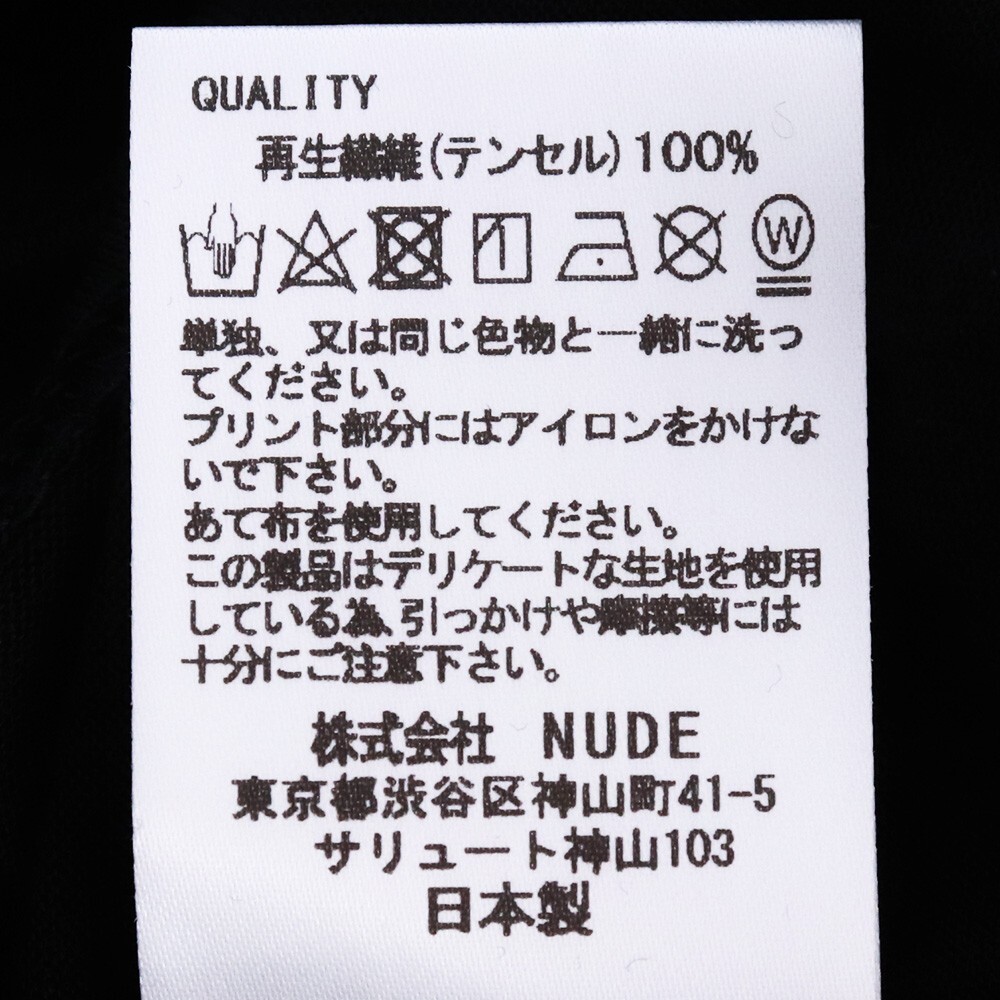 QUALITY
再生繊維(テンセル)100%
W
単独、又は同じ色物と一緒に洗っ
てください。
プリント部分にはアイロンをかけな
いで下さい。
あて布を使用してください。
この製品はデリケートな生地を使用
している為、引っかけや摩擦等には
十分にご注意下さい。
株式会社 NUDE
東京都渋谷区神山町41-5
サリュート神山103
日本製